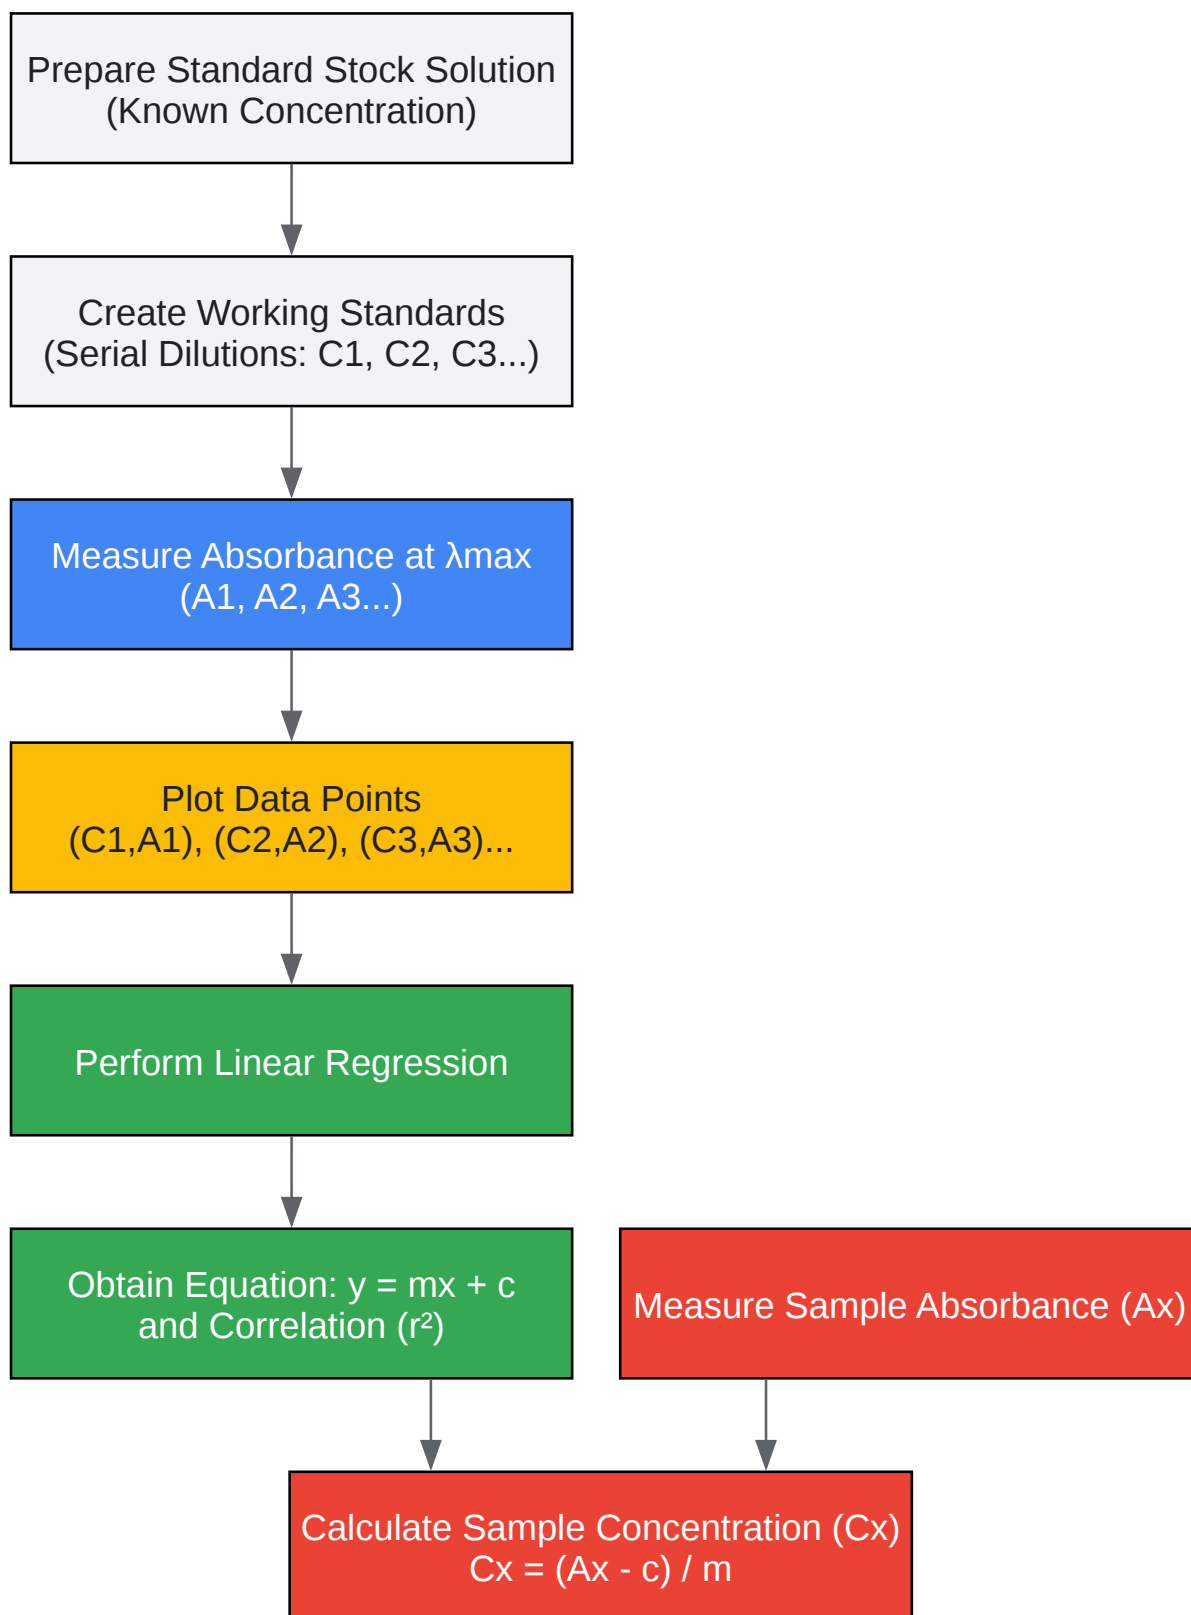 Prepare Standard Stock Solution
(Known Concentration)
Create Working Standards
(Serial Dilutions: C1, C2, C3...)
Measure Absorbance at λmax
(A1, A2, A3...)
Plot Data Points
(C1,A1), (C2,A2), (C3,A3)...
Perform Linear Regression
Obtain Equation: y = mx + c
and Correlation (r²)
Measure Sample Absorbance (Ax)
Calculate Sample Concentration (Cx)
Cx = (Ax - c) / m